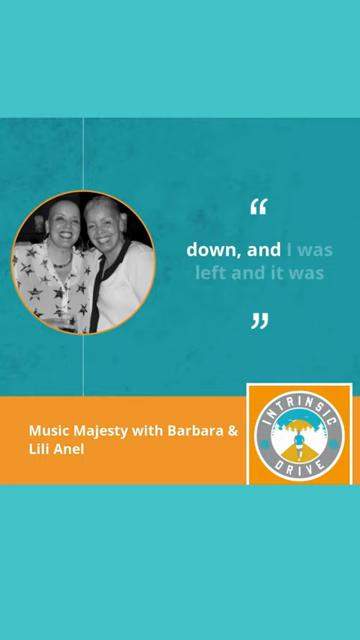 “
down, and I was
left and it was
”
Music Majesty with Barbara &
Lili Anel
INTRINSIC
DRIVE